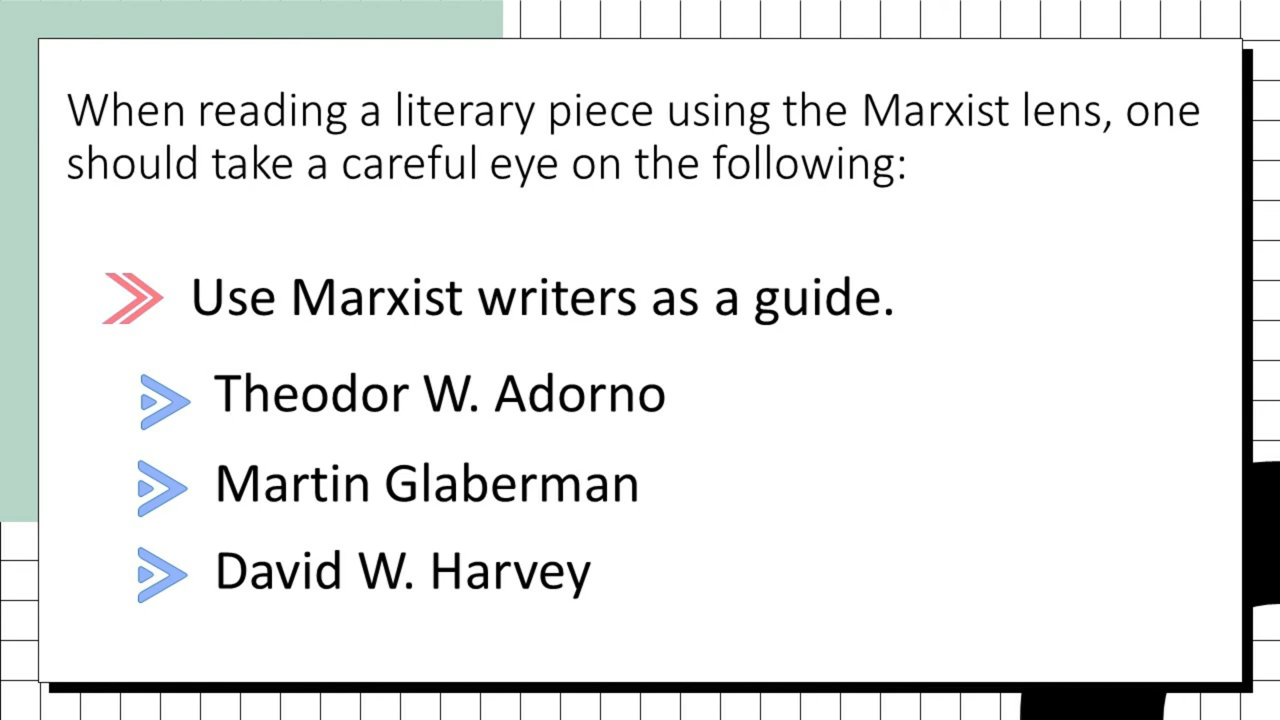 When reading a literary piece using the Marxist lens, one
should take a careful eye on the following:
Use Marxist writers as a guide.
Theodor W. Adorno
Martin Glaberman
David W. Harvey